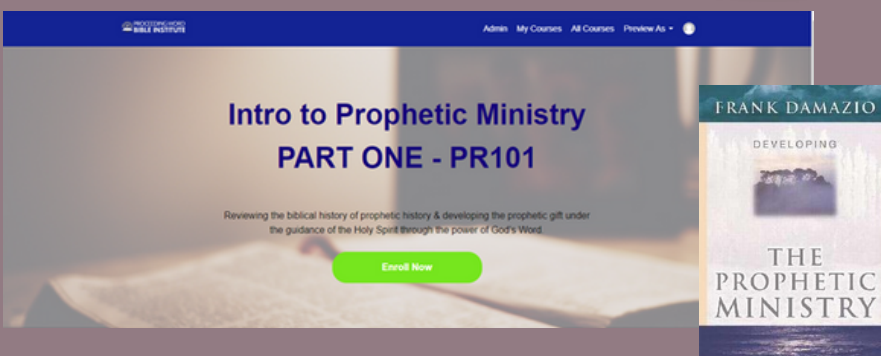 PROCEEDING WORD
BIBLE INSTITUTE
Admin My Courses All Courses Preview As
Intro to Prophetic Ministry
PART ONE - PR101
Reviewing the biblical history of prophetic history & developing the prophetic gift under
the guidance of the Holy Spirit through the power of God's Word.
Enroll Now
FRANK DAMAZIO
DEVELOPING
THE
PROPHETIC
MINISTRY